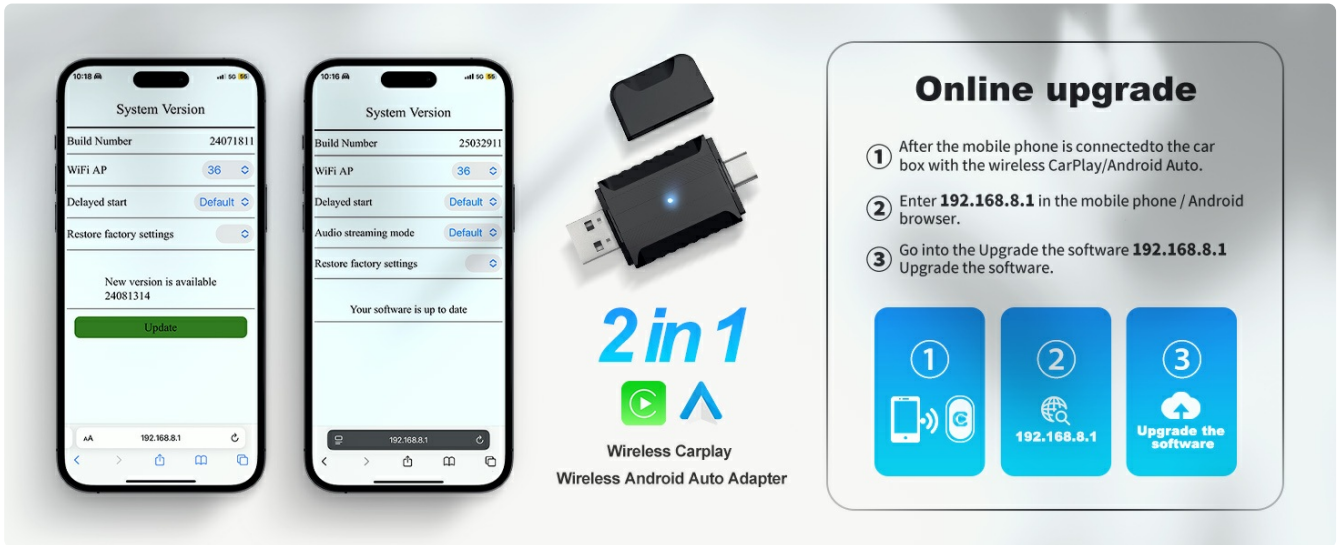 10:18
5G 55
System Version
Build Number 24071811
WiFi AP 36
Delayed start Default
Restore factory settings
New version is available
24081314
Update
AA 192.168.8.1
10:16
5G 55
System Version
Build Number 25032911
WiFi AP 36
Delayed start Default
Audio streaming mode Default
Restore factory settings
Your software is up to date
192.168.8.1
2 in 1
Wireless Carplay
Wireless Android Auto Adapter
Online upgrade
1 After the mobile phone is connectedto the car
box with the wireless CarPlay/Android Auto.
2 Enter 192.168.8.1 in the mobile phone / Android
browser.
3 Go into the Upgrade the software 192.168.8.1
Upgrade the software.
1
2
192.168.8.1
3
Upgrade the
software